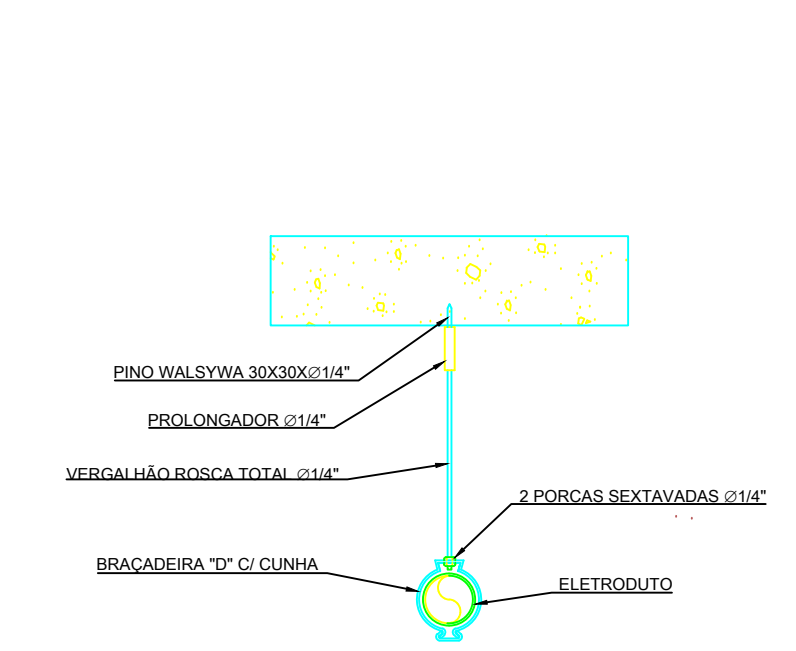 PINO WALSYWA 30X30X∅1/4"
PROLONGADOR ∅1/4"
VERGALHÃO ROSCA TOTAL ∅1/4"
2 PORCAS SEXTAVADAS ∅1/4"
BRAÇADEIRA "D" C/ CUNHA
ELETRODUTO